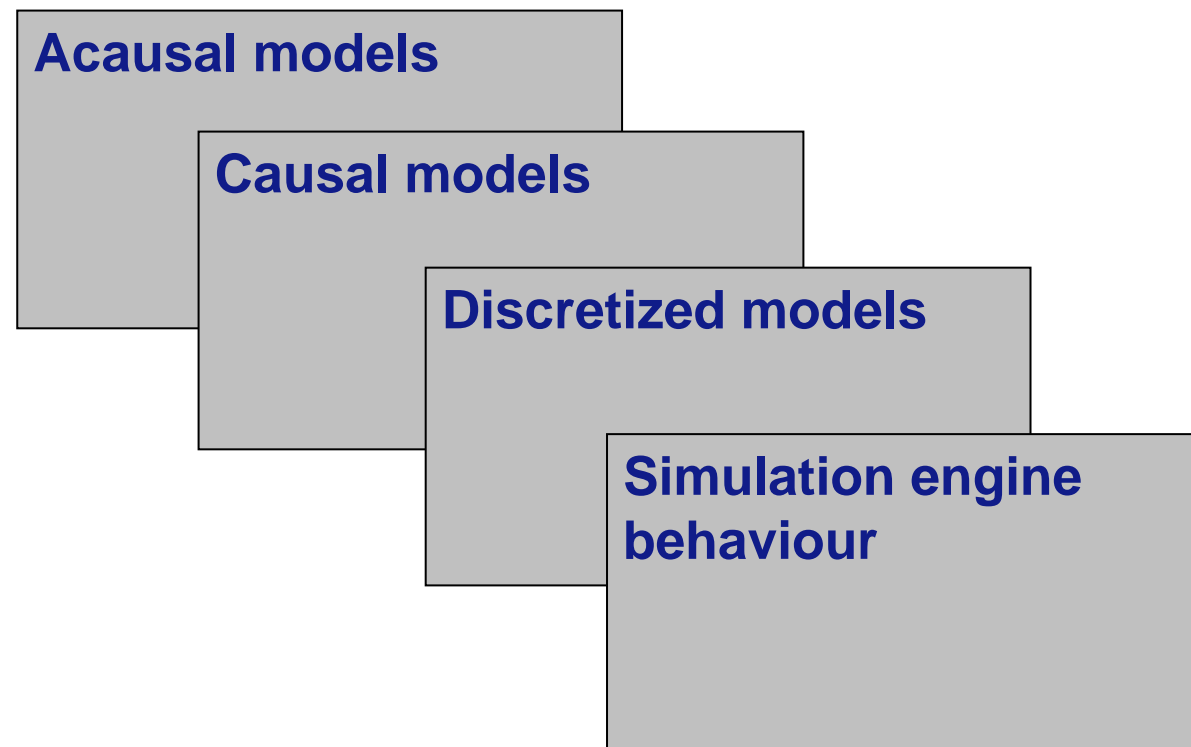 Acausal models
Causal models
Discretized models
Simulation engine
behaviour